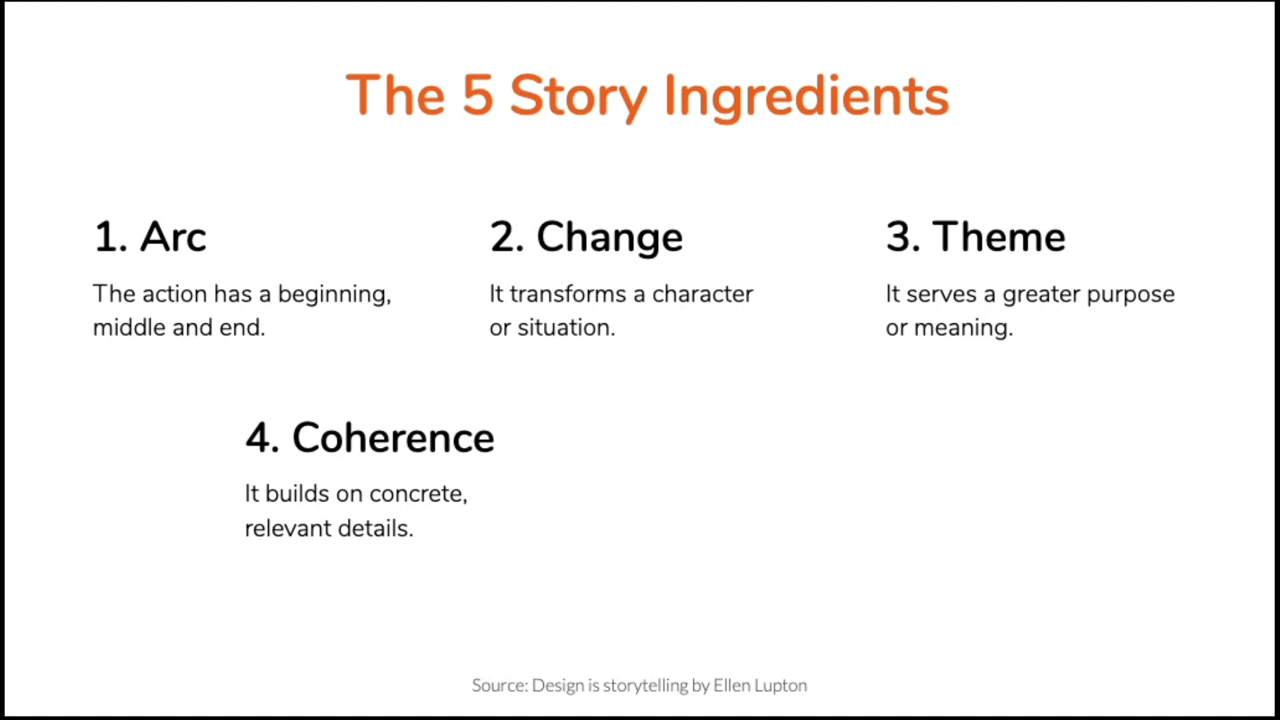 The 5 Story Ingredients
1. Arc
The action has a beginning,
middle and end.
2. Change
It transforms a character
or situation.
3. Theme
It serves a greater purpose
or meaning.
4. Coherence
It builds on concrete,
relevant details.
Source: Design is storytelling by Ellen Lupton